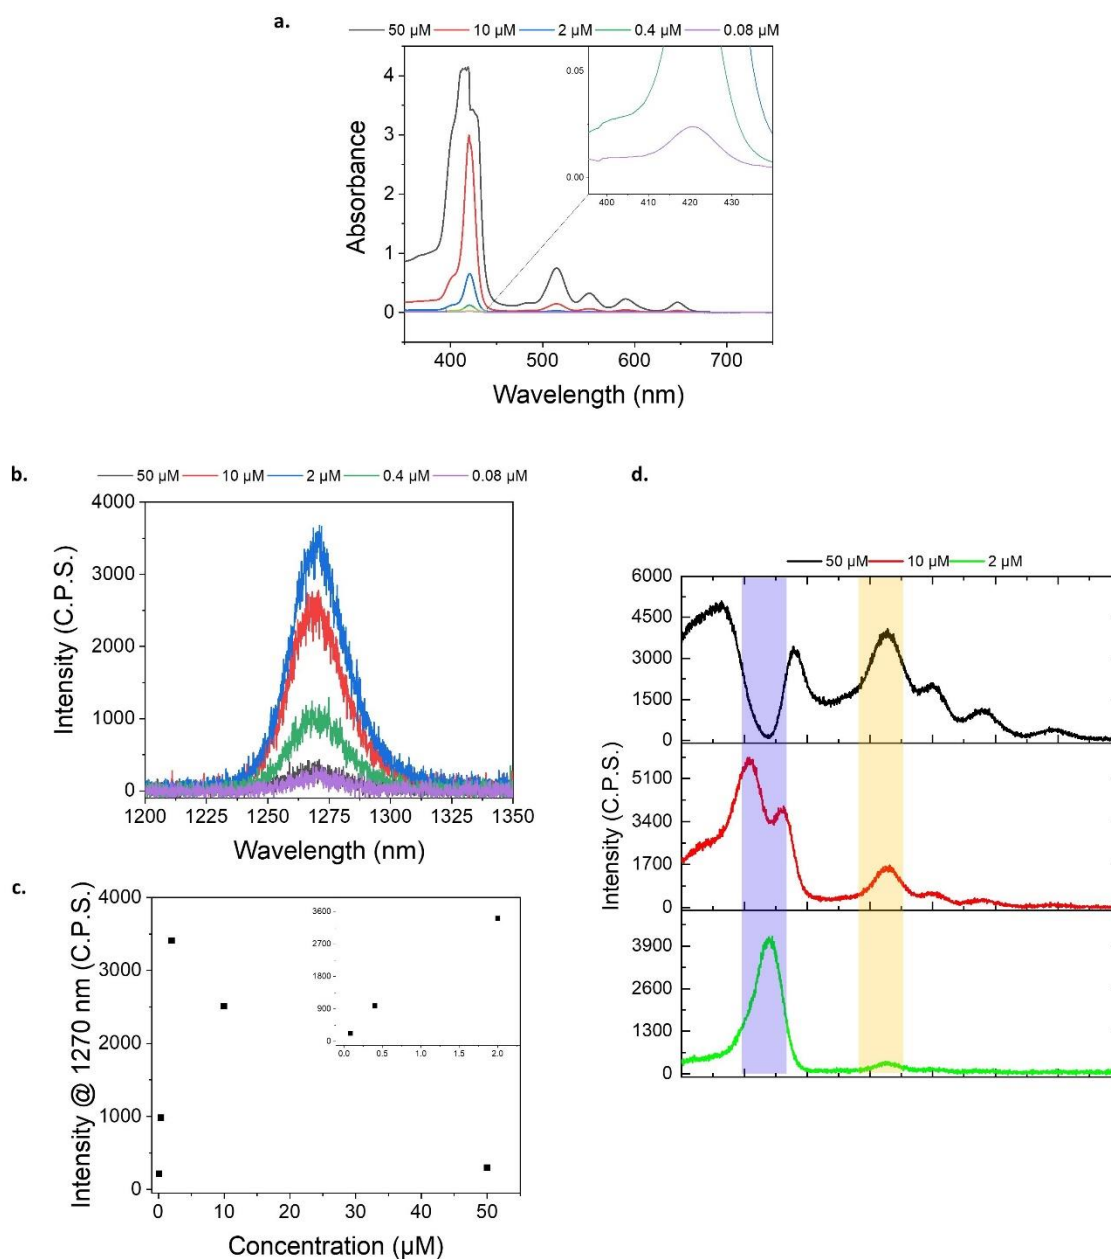 a.
50 µM 10 µM 2 µM 0.4 µM 0.08 µM
4
3
2
1
0
Absorbance
0.05
0.00
400 410 420 430
400 500 600 700
Wavelength (nm)
b.
50 µM 10 µM 2 µM 0.4 µM 0.08 µM
4000
3000
2000
1000
0
Intensity (C.P.S.)
1200 1225 1250 1275 1300 1325 1350
Wavelength (nm)
c.
4000
3000
2000
1000
0
Intensity @ 1270 nm (C.P.S.)
3600
2700
1800
900
0
0.0 0.5 1.0 1.5 2.0
0 10 20 30 40 50
Concentration (µM)
d.
50 µM 10 µM 2 µM
6000
4500
3000
1500
0
5100
3400
1700
0
3900
2600
1300
0
Intensity (C.P.S.)